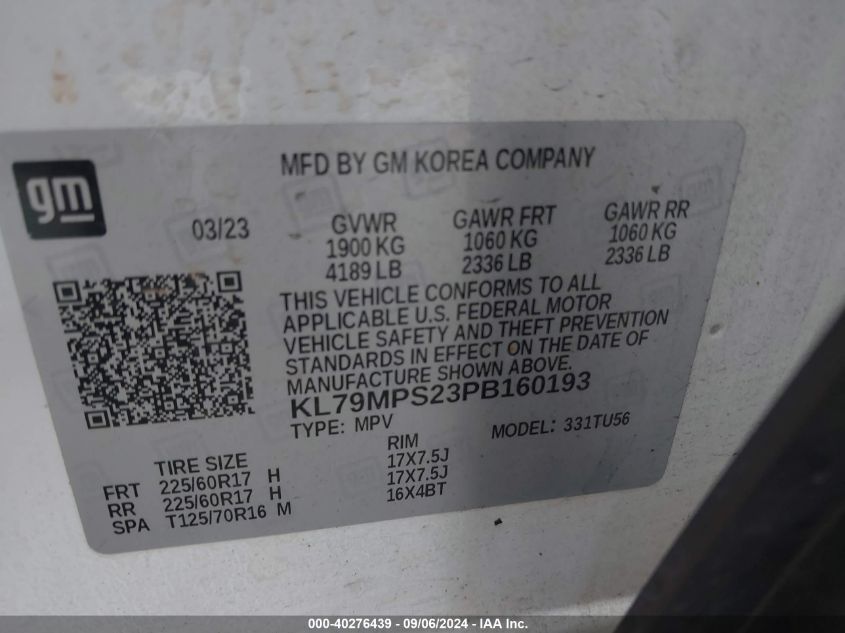 MFD BY GM KOREA COMPANY
gm
03/23
GVWR GAWR FRT GAWR RR
1900 KG 1060 KG 1060 KG
4189 LB 2336 LB 2336 LB
THIS VEHICLE CONFORMS TO ALL
APPLICABLE U.S. FEDERAL MOTOR
VEHICLE SAFETY AND THEFT PREVENTION
STANDARDS IN EFFECT ON THE DATE OF
MANUFACTURE SHOWN ABOVE.
KL79MPS23PB160193
TYPE: MPV MODEL: 331TU56
TIRE SIZE RIM
FRT 225/60R17 H 17X7.5J
RR 225/60R17 H 17X7.5J
SPA T125/70R16 M 16X4BT
000-40276439 - 09/06/2024 - IAA Inc.